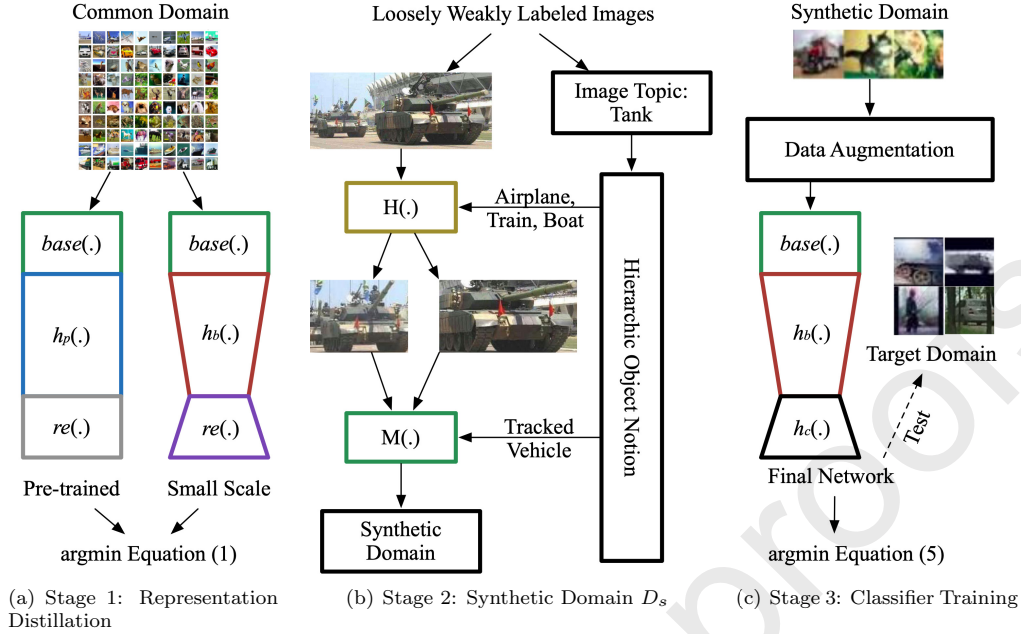 Common Domain
base(.)
base(.)
hp(.)
hb(.)
re(.)
re(.)
Pre-trained
Small Scale
argmin Equation (1)
(a) Stage 1: Representation
Distillation
Loosely Weakly Labeled Images
Image Topic:
Tank
H(.)
Airplane,
Train, Boat
Hierarchic Object Notion
M(.)
Tracked
Vehicle
Synthetic
Domain
(b) Stage 2: Synthetic Domain Ds
Synthetic Domain
Data Augmentation
base(.)
hb(.)
Target Domain
hc(.)
Test
Final Network
argmin Equation (5)
(c) Stage 3: Classifier Training
proofs